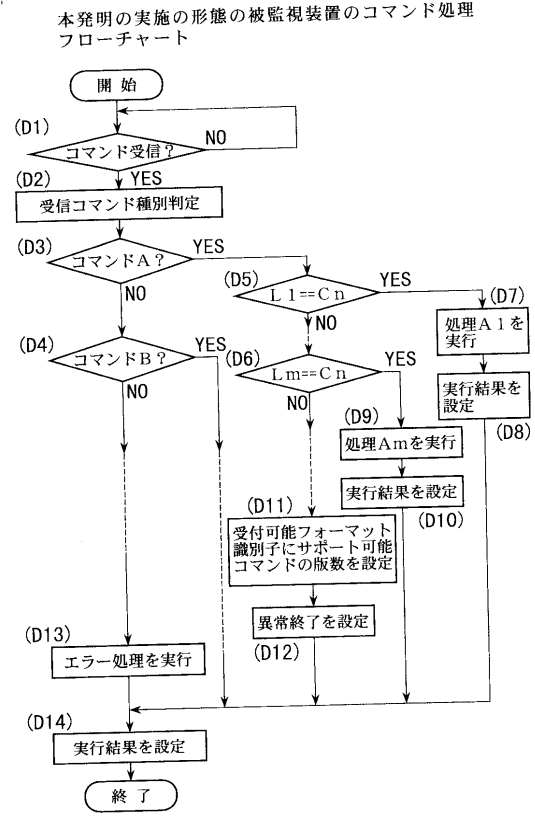 本発明の実施の形態の被監視装置のコマンド処理
フローチャート
開 始
(D1)
コマンド受信？
NO
YES
(D2)
受信コマンド種別判定
(D3)
コマンドA？
YES
NO
(D5)
L1==Cn
YES
NO
(D7)
処理A1を
実行
(D4)
コマンドB？
YES
NO
(D6)
Lm==Cn
YES
NO
実行結果を
設定
(D8)
(D9)
処理Amを実行
実行結果を設定
(D10)
(D11)
受付可能フォーマット
識別子にサポート可能
コマンドの版数を設定
異常終了を設定
(D12)
(D13)
エラー処理を実行
(D14)
実行結果を設定
終 了